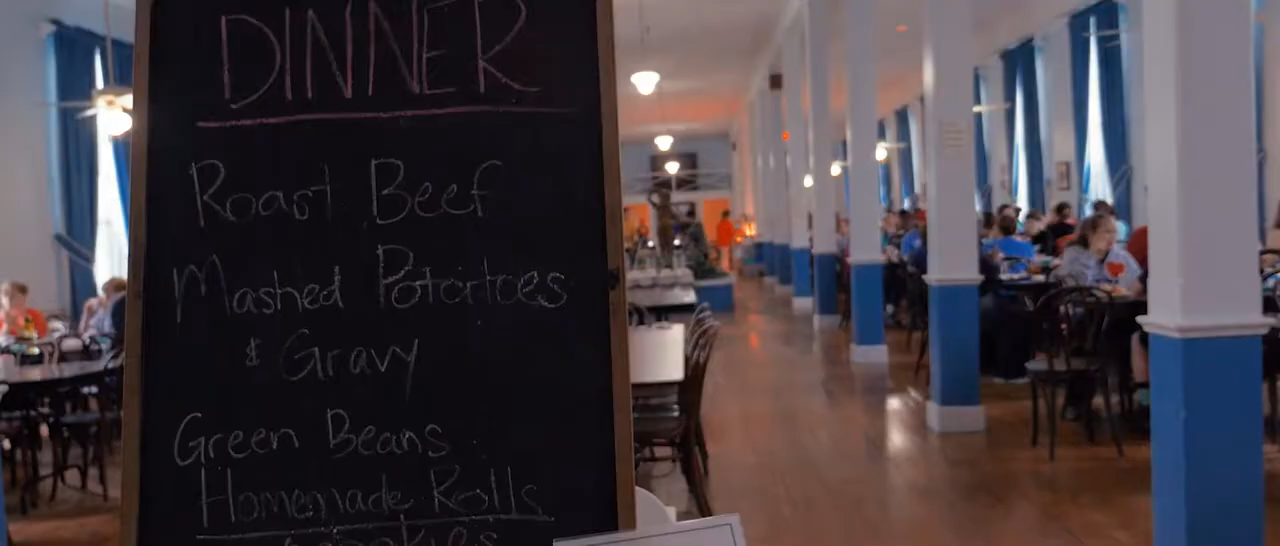 DINNER
Roast Beef
Mashed Potatoes
& Gravy
Green Beans
Homemade Rolls